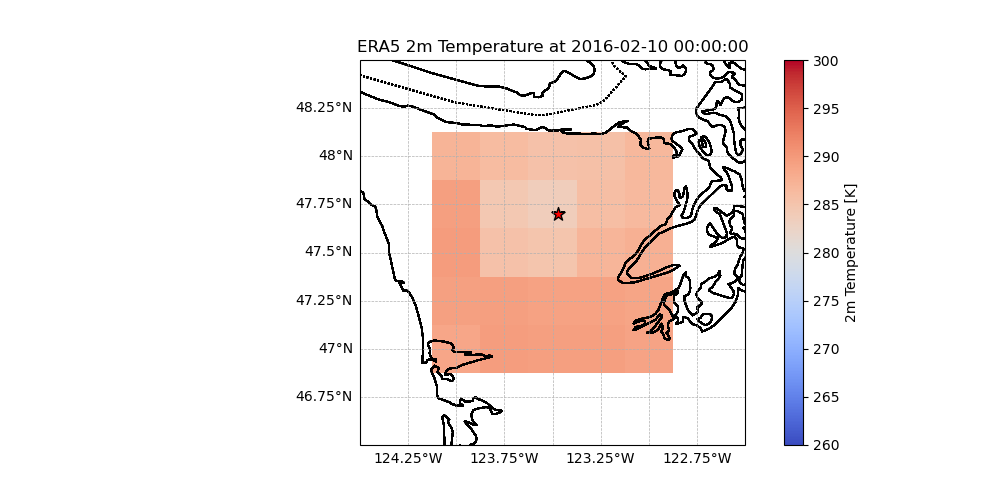 ERA5 2m Temperature at 2016-02-10 00:00:00
48.25°N
48°N
47.75°N
47.5°N
47.25°N
47°N
46.75°N
124.25°W 123.75°W 123.25°W 122.75°W
300
295
290
285
280
275
270
265
260
2m Temperature [K]